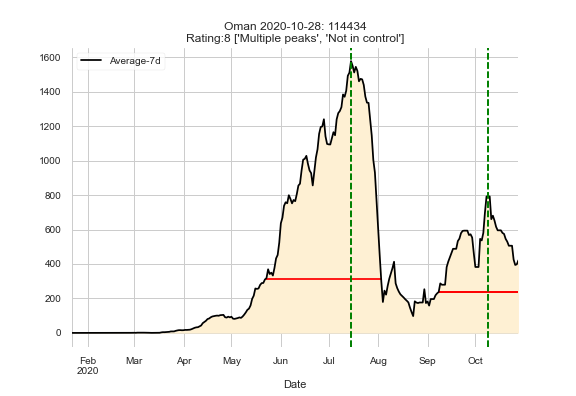 Oman 2020-10-28: 114434
Rating:8 ['Multiple peaks', 'Not in control']
Average-7d
1600
1400
1200
1000
800
600
400
200
0
Feb Mar Apr May Jun Jul Aug Sep Oct
2020
Date